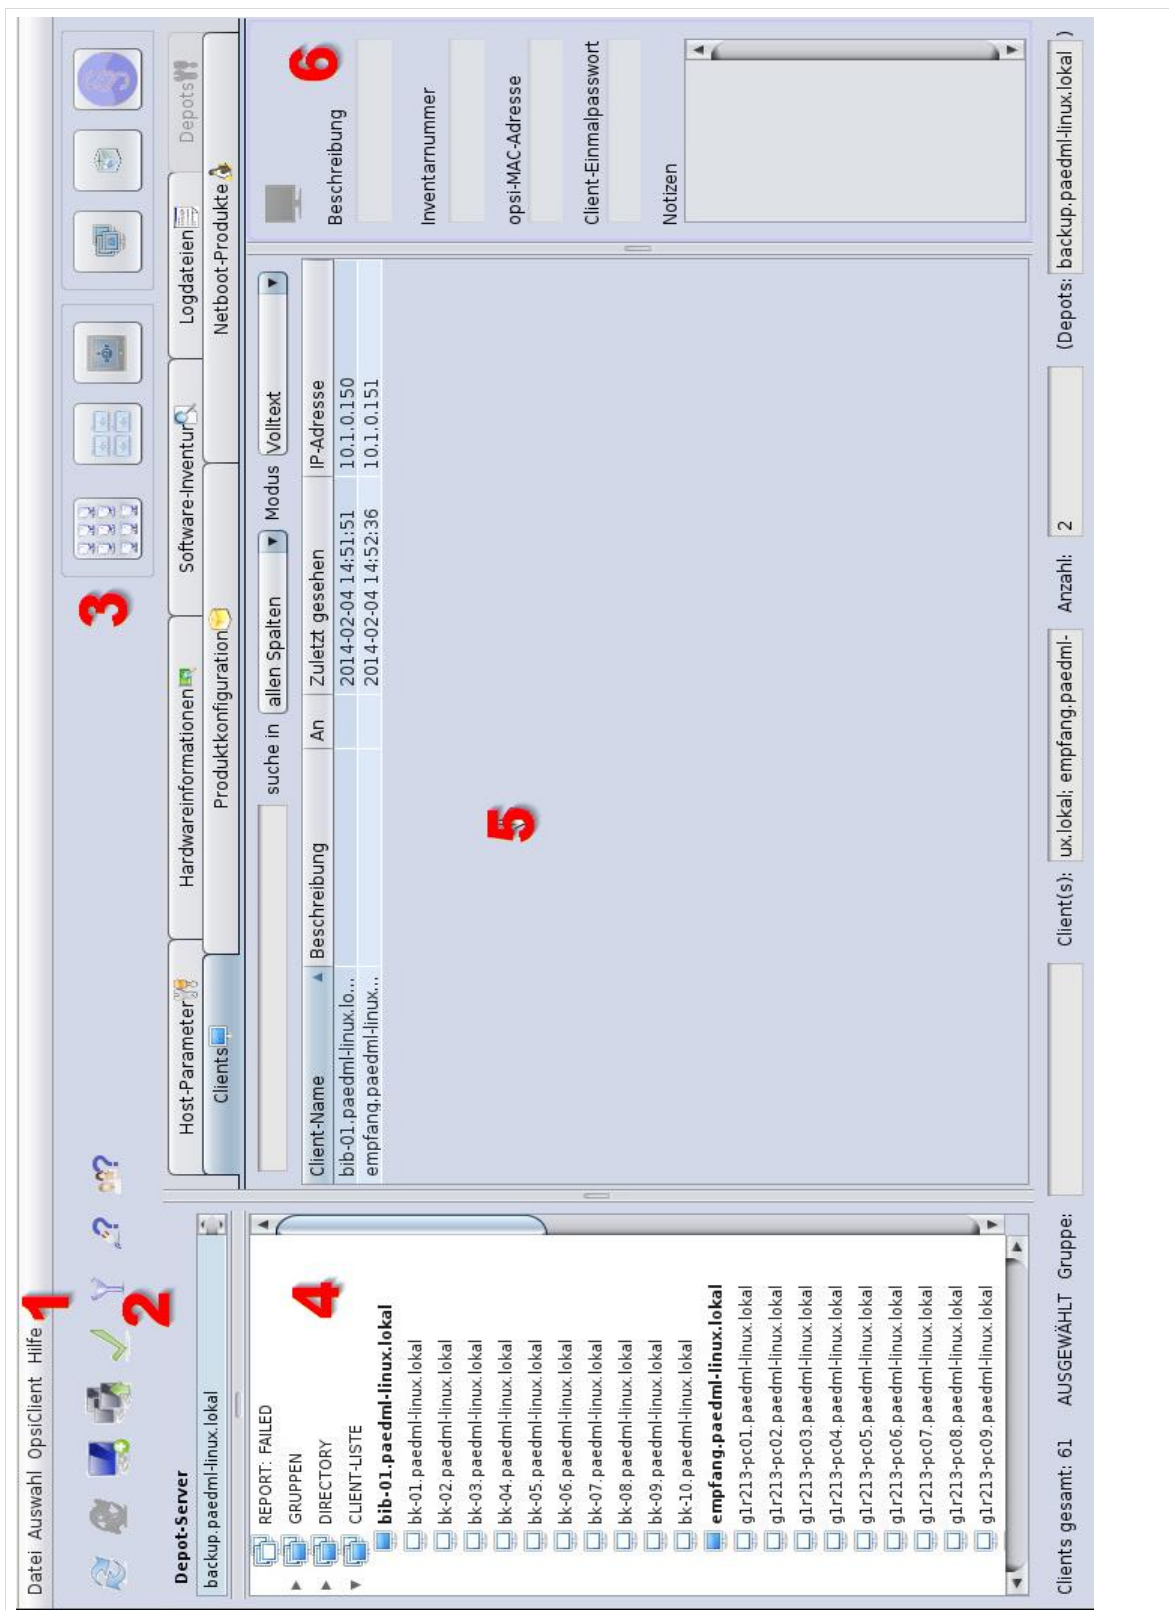 Datei Auswahl OpsiClient Hilfe
1
2
3
Depot-Server
backup.paedml-linux.lokal
Host-Parameter
Hardwareinformationen
Software-Inventur
Logdateien
Depots
Clients
Produktkonfiguration
Netboot-Produkte
REPORT: FAILED
GRUPPEN
DIRECTORY
CLIENT-LISTE
bib-01.paedml-linux.lokal
bk-01.paedml-linux.lokal
bk-02.paedml-linux.lokal
bk-03.paedml-linux.lokal
bk-04.paedml-linux.lokal
bk-05.paedml-linux.lokal
bk-06.paedml-linux.lokal
bk-07.paedml-linux.lokal
bk-08.paedml-linux.lokal
bk-09.paedml-linux.lokal
bk-10.paedml-linux.lokal
empfang.paedml-linux.lokal
g1r213-pc01.paedml-linux.lokal
g1r213-pc02.paedml-linux.lokal
g1r213-pc03.paedml-linux.lokal
g1r213-pc04.paedml-linux.lokal
g1r213-pc05.paedml-linux.lokal
g1r213-pc06.paedml-linux.lokal
g1r213-pc07.paedml-linux.lokal
g1r213-pc08.paedml-linux.lokal
g1r213-pc09.paedml-linux.lokal
4
suche in allen Spalten Modus Volltext
Client-Name Beschreibung An Zuletzt gesehen IP-Adresse
bib-01.paedml-linux.lo... 2014-02-04 14:51:51 10.1.0.150
empfang.paedml-linux... 2014-02-04 14:52:36 10.1.0.151
5
6
Beschreibung
Inventarnummer
opsi-MAC-Adresse
Client-Einmalpasswort
Notizen
Clients gesamt: 61 AUSGEWÄHLT Gruppe: Client(s): ux.lokal; empfang.paedml- Anzahl: 2 (Depots: backup.paedml-linux.lokal )